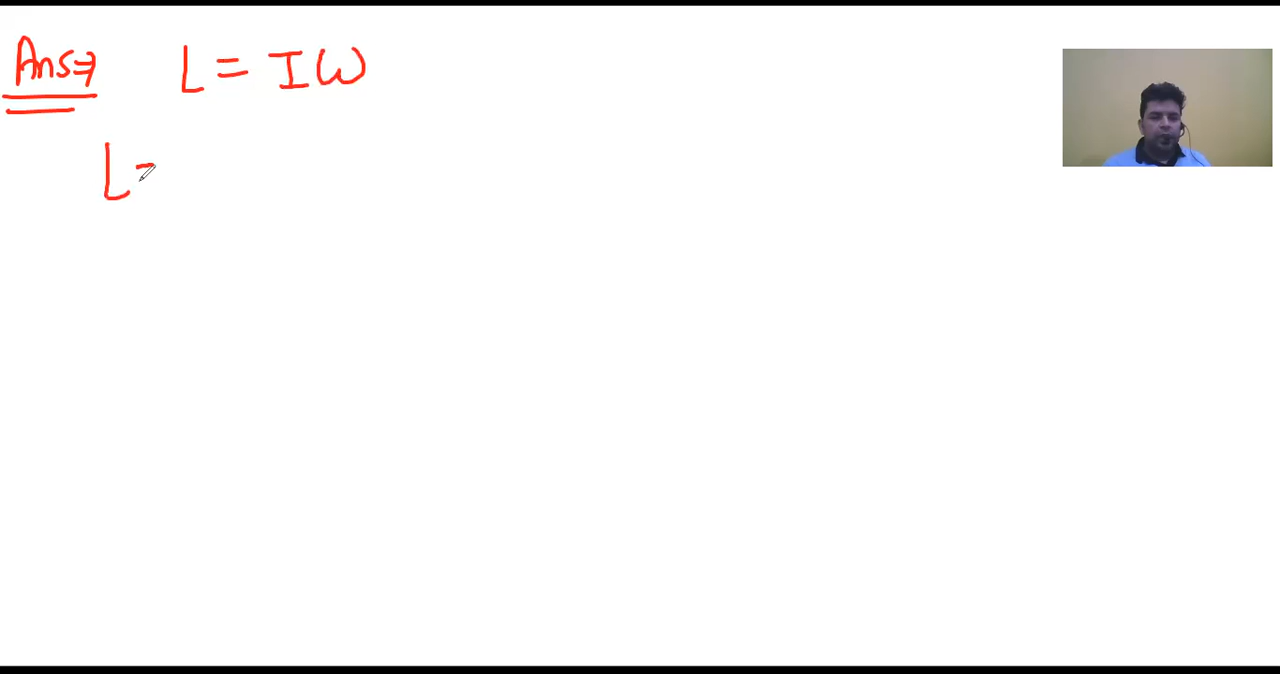 Ans⇒ L = Iω
L=